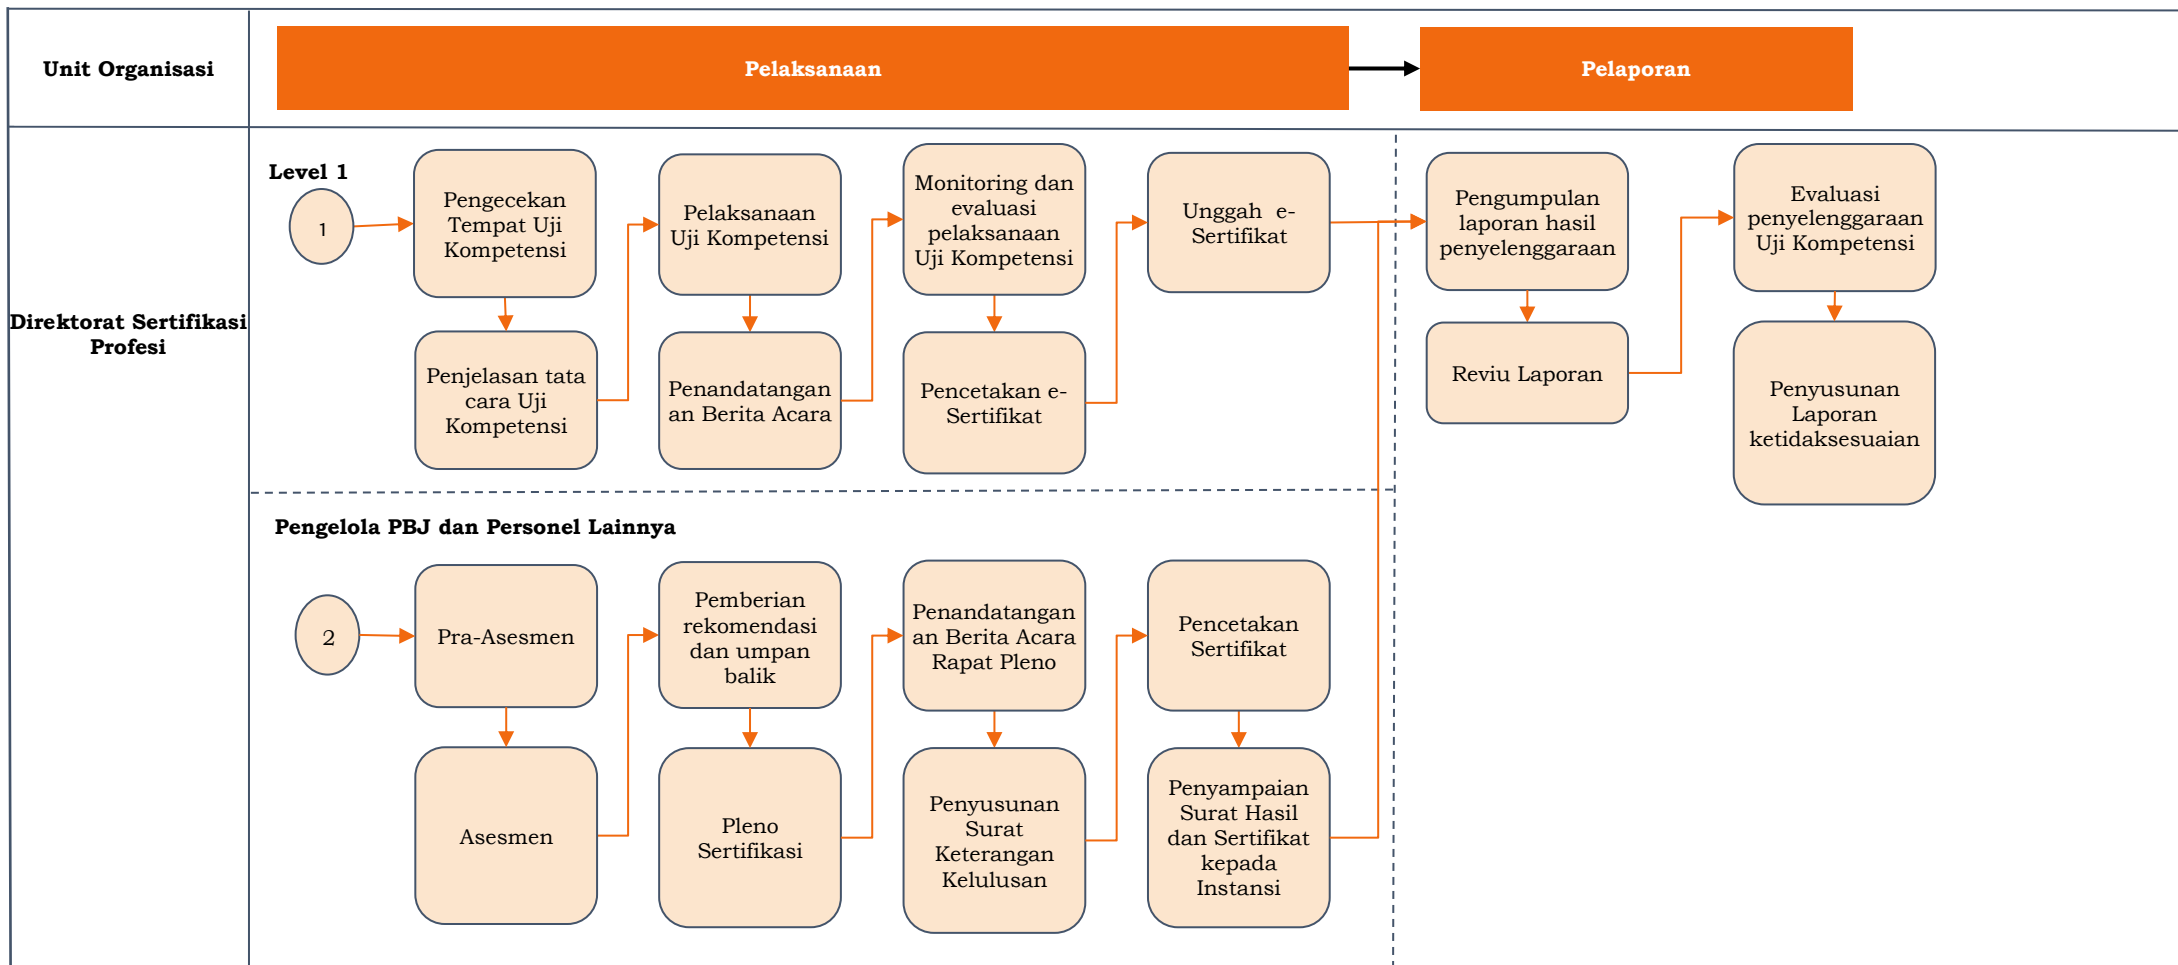 Unit Organisasi
Pelaksanaan
Pelaporan
Direktorat Sertifikasi
Profesi
Level 1
1
Pengecekan
Tempat Uji
Kompetensi
Penjelasan tata
cara Uji
Kompetensi
Pelaksanaan
Uji Kompetensi
Penandatangan
an Berita Acara
Monitoring dan
evaluasi
pelaksanaan
Uji Kompetensi
Pencetakan e-
Sertifikat
Unggah e-
Sertifikat
Pengumpulan
laporan hasil
penyelenggaraan
Reviu Laporan
Evaluasi
penyelenggaraan
Uji Kompetensi
Penyusunan
Laporan
ketidaksesuaian
Pengelola PBJ dan Personel Lainnya
2
Pra-Asesmen
Asesmen
Pemberian
rekomendasi
dan umpan
balik
Pleno
Sertifikasi
Penandatangan
an Berita Acara
Rapat Pleno
Penyusunan
Surat
Keterangan
Kelulusan
Pencetakan
Sertifikat
Penyampaian
Surat Hasil
dan Sertifikat
kepada
Instansi